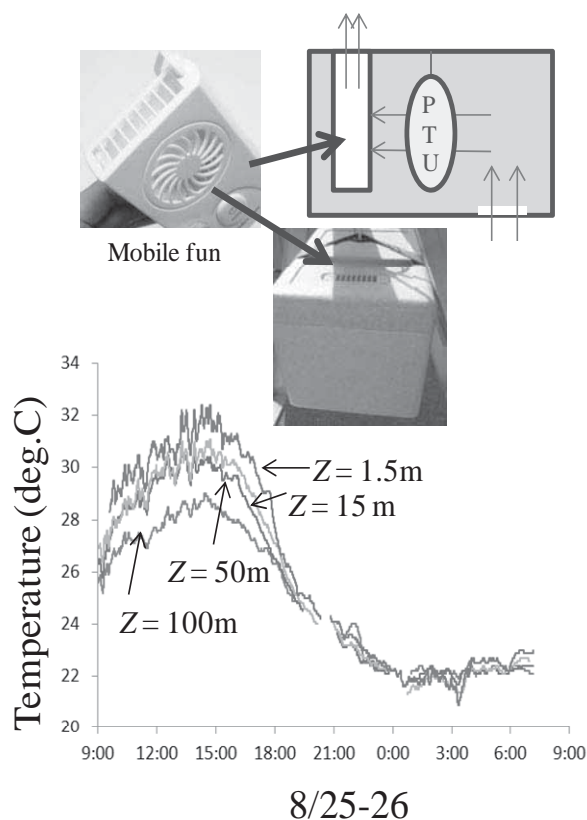 P
T
U
Mobile fun
Temperature (deg.C)
34
32
30
28
26
24
22
20
Z = 1.5m
Z = 15 m
Z = 50m
Z = 100m
9:00 12:00 15:00 18:00 21:00 0:00 3:00 6:00 9:00
8/25-26